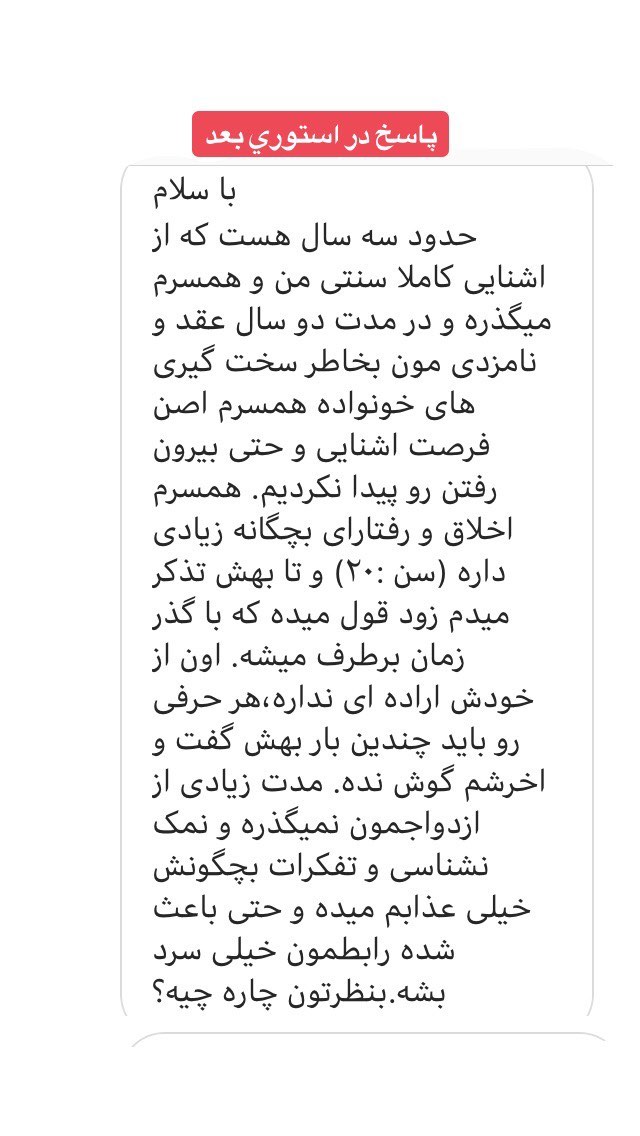 پاسخ در استوري بعد
با سلام
حدود سه سال هست که از
اشنایی کاملا سنتی من و همسرم
میگذره و در مدت دو سال عقد و
نامزدی مون بخاطر سخت گیری
های خونواده همسرم اصن
فرصت اشنایی و حتی بیرون
رفتن رو پیدا نکردیم. همسرم
اخلاق و رفتارای بچگانه زیادی
داره (سن :۲۰) و تا بهش تذکر
میدم زود قول میده که با گذر
زمان برطرف میشه. اون از
خودش اراده ای نداره،هر حرفی
رو باید چندین بار بهش گفت و
اخرشم گوش نده. مدت زیادی از
ازدواجمون نمیگذره و نمک
نشناسی و تفکرات بچگونش
خیلی عذابم میده و حتی باعث
شده رابطمون خیلی سرد
بشه.بنظرتون چاره چیه؟